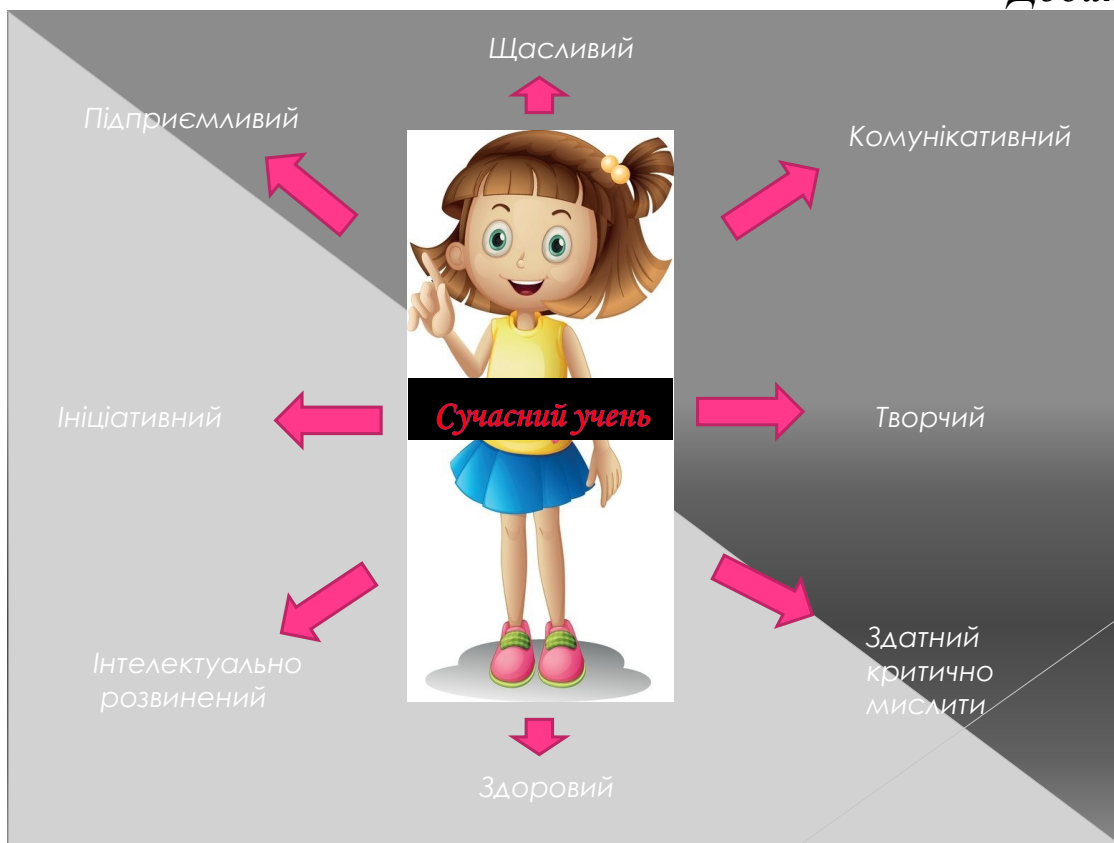 Щасливий
Підприємливий
Комунікативний
Ініціативний
Сучасний учень
Творчий
Інтелектуально
розвинений
Здатний
критично
мислити
Здоровий